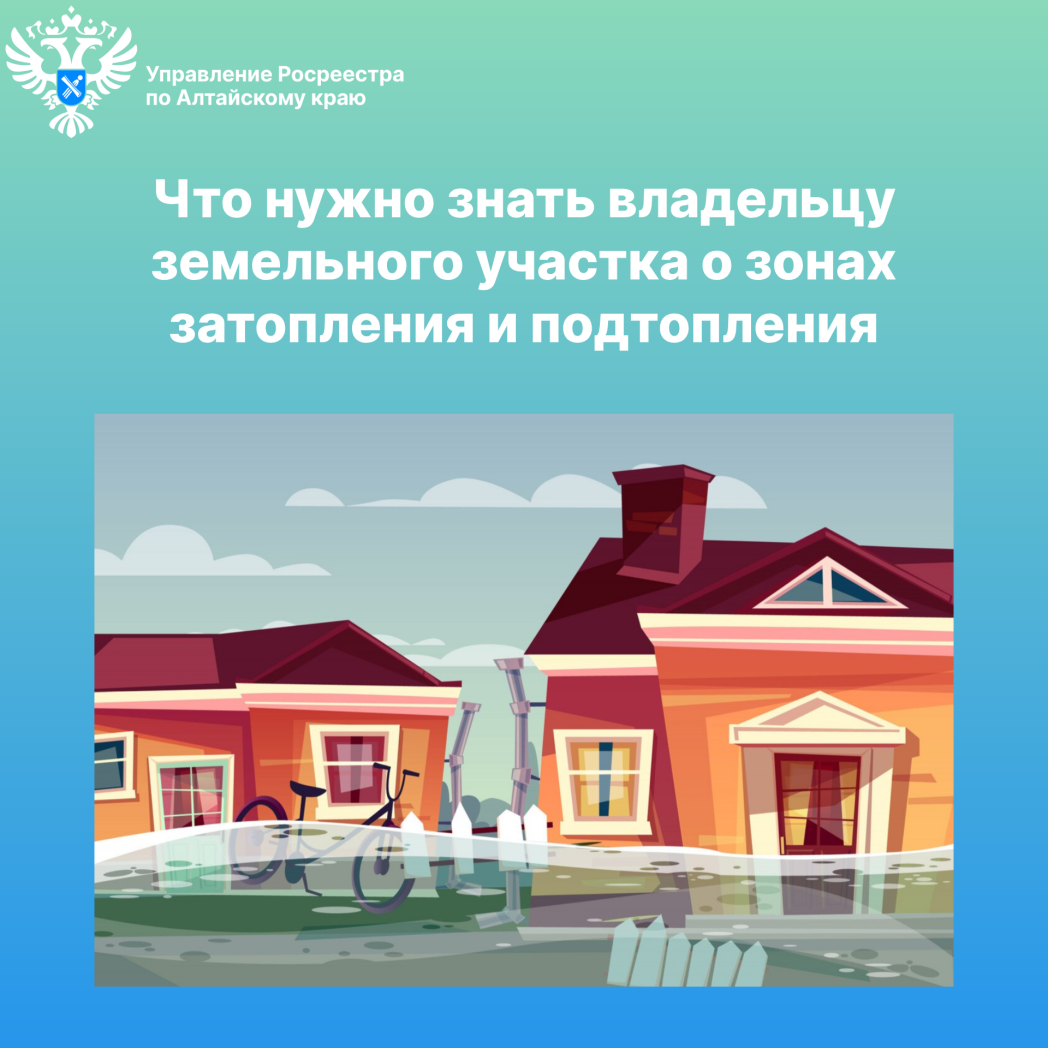 Управление Росреестра
по Алтайскому краю
Что нужно знать владельцу
земельного участка о зонах
затопления и подтопления